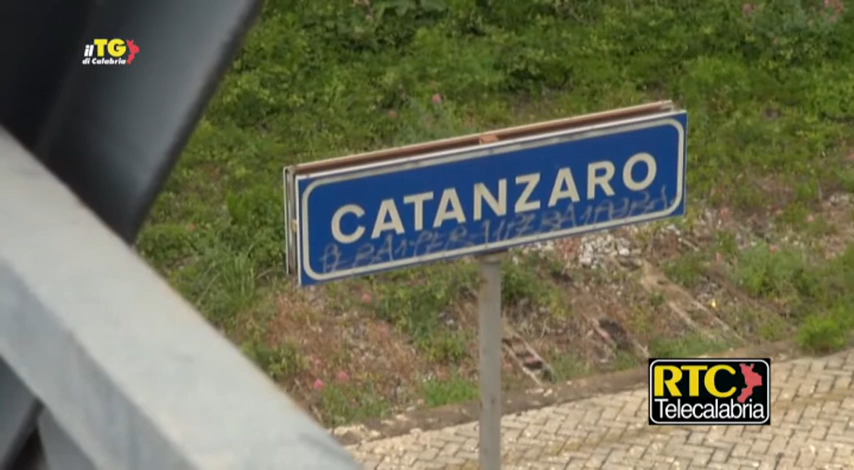 il TG
di Calabria
CATANZARO
RTC
Telecalabria